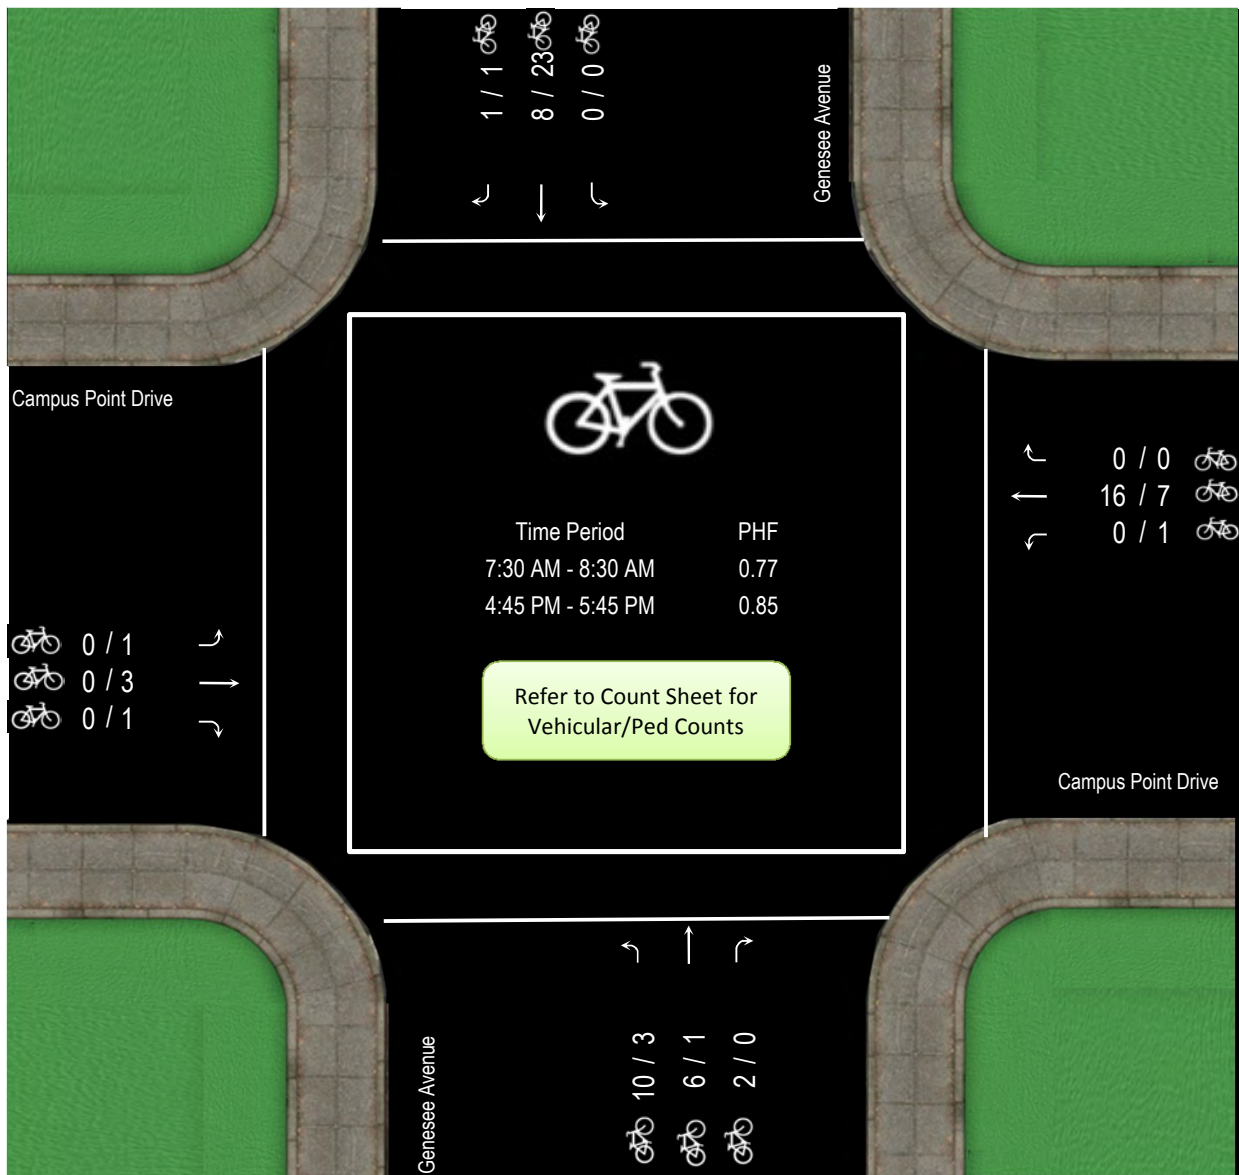 1 / 1
8 / 23
0 / 0
Genesee Avenue
Campus Point Drive
0 / 0
16 / 7
0 / 1
Time Period PHF
7:30 AM - 8:30 AM 0.77
4:45 PM - 5:45 PM 0.85
0 / 1
0 / 3
0 / 1
Refer to Count Sheet for
Vehicular/Ped Counts
Campus Point Drive
10 / 3
6 / 1
2 / 0
Genesee Avenue